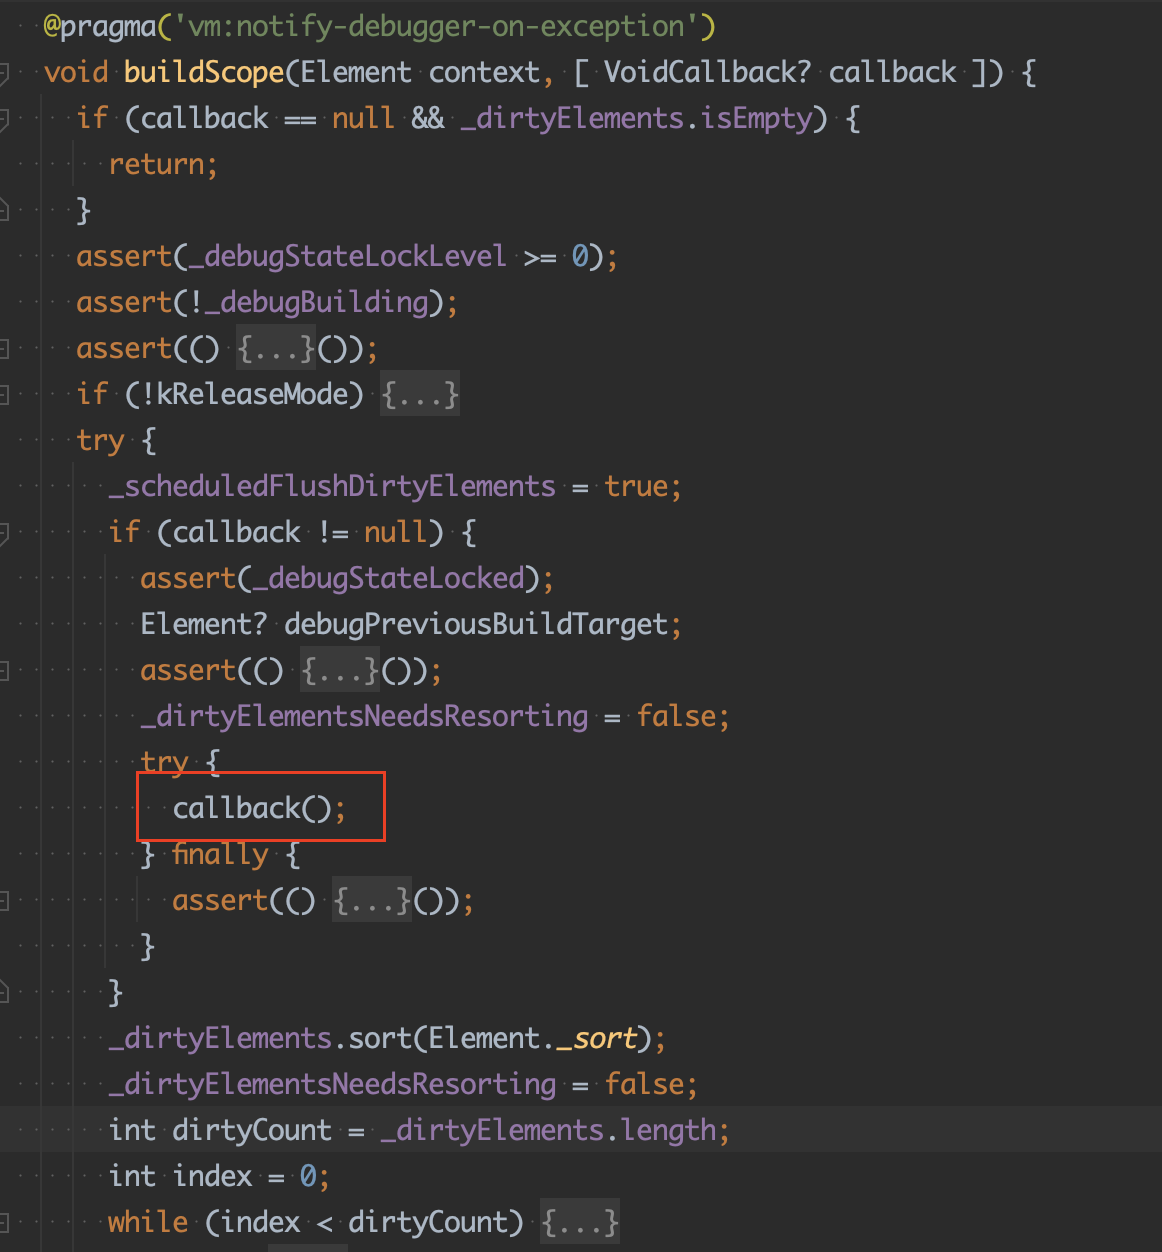 @pragma('vm:notify-debugger-on-exception')
void buildScope(Element context, [ VoidCallback? callback ]) {
if (callback == null && _dirtyElements.isEmpty) {
return;
}
assert(_debugStateLockLevel >= 0);
assert(!_debugBuilding);
assert(() {...}());
if (!kReleaseMode) {...}
try {
_scheduledFlushDirtyElements = true;
if (callback != null) {
assert(_debugStateLocked);
Element? debugPreviousBuildTarget;
assert(() {...}());
_dirtyElementsNeedsResorting = false;
try {
callback();
} finally {
assert(() {...}());
}
}
_dirtyElements.sort(Element._sort);
_dirtyElementsNeedsResorting = false;
int dirtyCount = _dirtyElements.length;
int index = 0;
while (index < dirtyCount) {...}